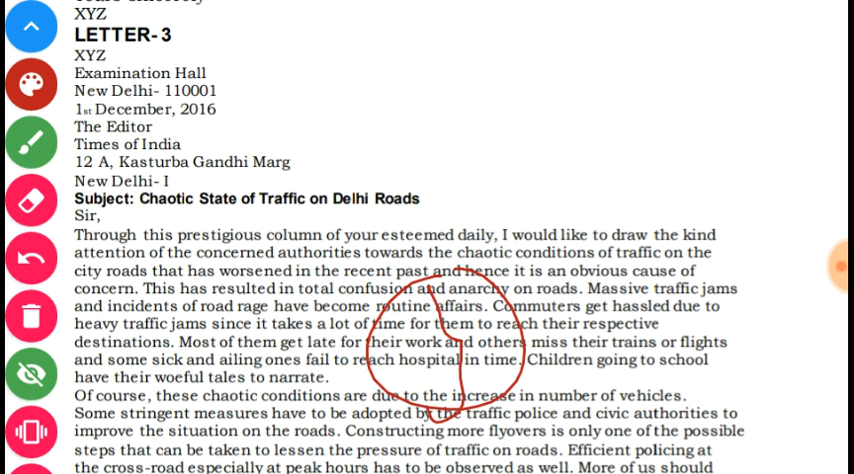 XYZ
LETTER- 3
XYZ
Examination Hall
New Delhi- 110001
1st December, 2016
The Editor
Times of India
12 A, Kasturba Gandhi Marg
New Delhi- I
Subject: Chaotic State of Traffic on Delhi Roads
Sir,
Through this prestigious column of your esteemed daily, I would like to draw the kind
attention of the concerned authorities towards the chaotic conditions of traffic on the
city roads that has worsened in the recent past and hence it is an obvious cause of
concern. This has resulted in total confusion and anarchy on roads. Massive traffic jams
and incidents of road rage have become routine affairs. Commuters get hassled due to
heavy traffic jams since it takes a lot of time for them to reach their respective
destinations. Most of them get late for their work and others miss their trains or flights
and some sick and ailing ones fail to reach hospital in time. Children going to school
have their woeful tales to narrate.
Of course, these chaotic conditions are due to the increase in number of vehicles.
Some stringent measures have to be adopted by the traffic police and civic authorities to
improve the situation on the roads. Constructing more flyovers is only one of the possible
steps that can be taken to lessen the pressure of traffic on roads. Efficient policing at
the cross-road especially at peak hours has to be observed as well. More of us should